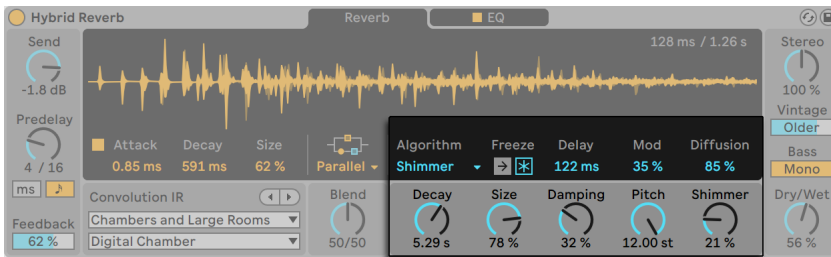 Hybrid Reverb
Reverb
EQ
Send
-1.8 dB
Predelay
4 / 16
ms
Feedback
62 %
128 ms / 1.26 s
Attack
0.85 ms
Decay
591 ms
Size
62 %
Parallel
Algorithm
Shimmer
Freeze
Delay
122 ms
Mod
35 %
Diffusion
85 %
Convolution IR
Chambers and Large Rooms
Digital Chamber
Blend
50/50
Decay
5.29 s
Size
78 %
Damping
32 %
Pitch
12.00 st
Shimmer
21 %
Stereo
100 %
Vintage
Older
Bass
Mono
Dry/Wet
56 %